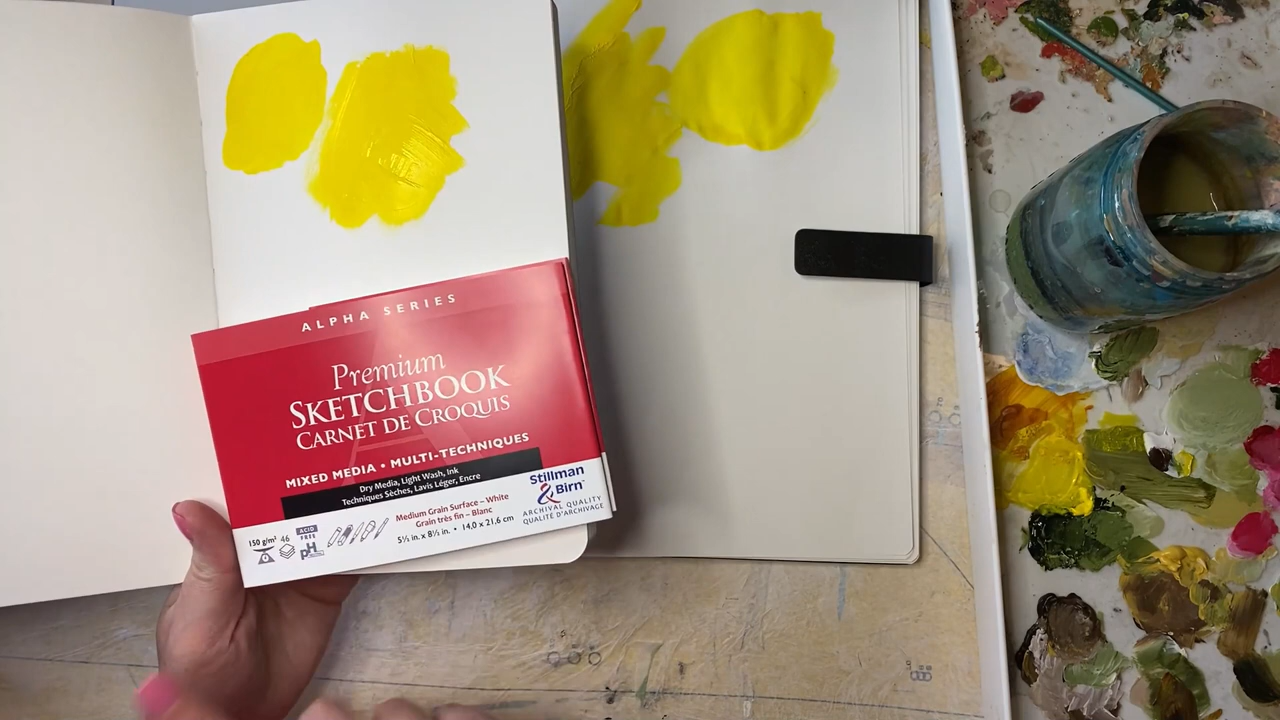 ALPHA SERIES
Premium
SKETCHBOOK
CARNET DE CROQUIS
MIXED MEDIA • MULTI-TECHNIQUES
Dry Media, Light Wash, Ink
Techniques Sèches, Lavis Léger, Encre
Medium Grain Surface – White
Grain très fin – Blanc
5½ in. x 8½ in. • 14,0 x 21,6 cm
150 g/m² 46 ACID FREE pH
Stillman & Birn™
ARCHIVAL QUALITY
QUALITÉ D'ARCHIVAGE